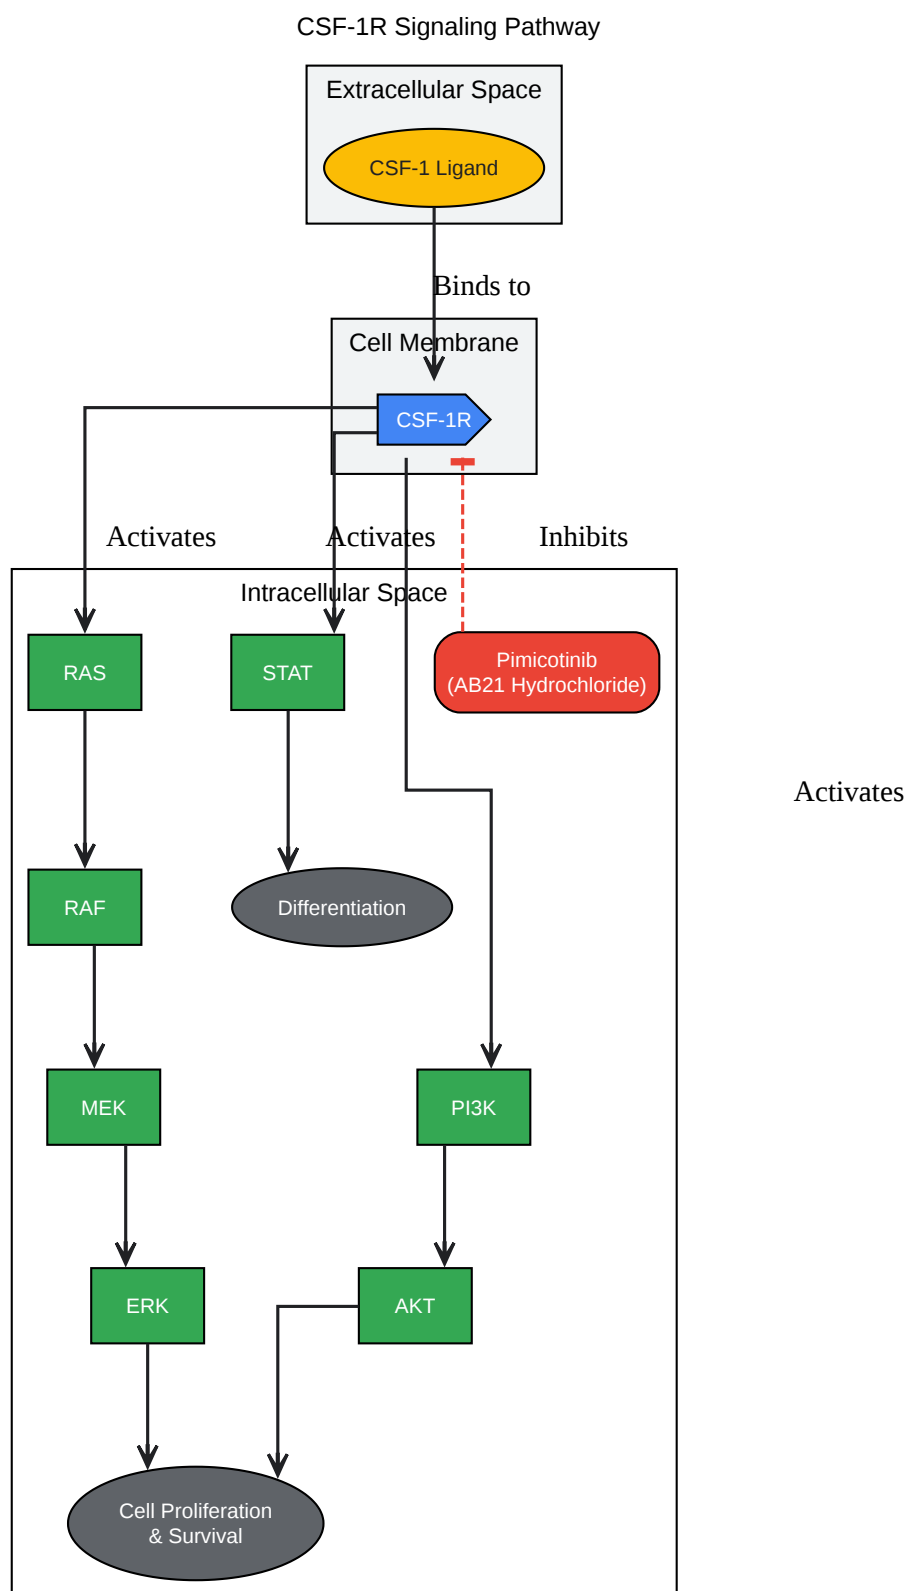 CSF-1R Signaling Pathway
Extracellular Space
CSF-1 Ligand
Binds to
Cell Membrane
CSF-1R
Activates
Activates
Inhibits
Intracellular Space
RAS
STAT
Pimicotinib
(AB21 Hydrochloride)
Activates
RAF
Differentiation
MEK
PI3K
ERK
AKT
Cell Proliferation
& Survival